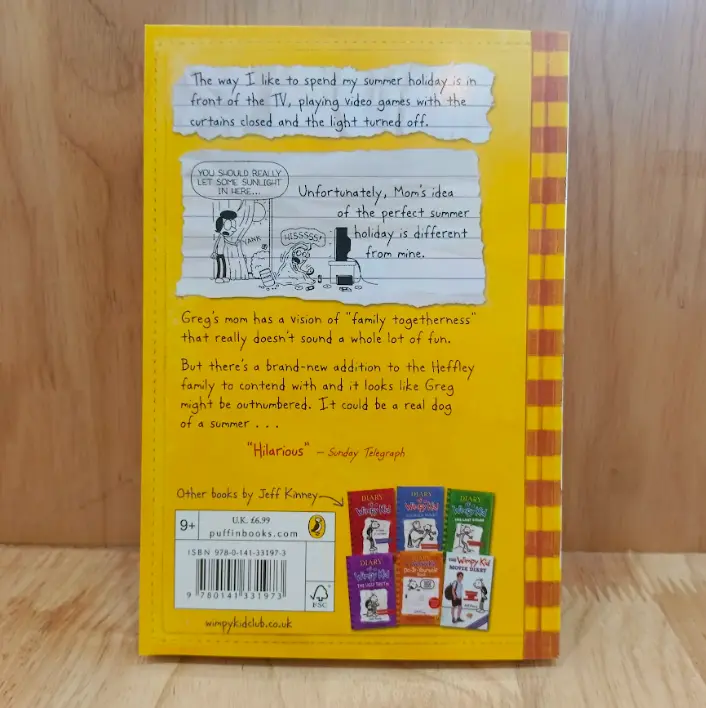 The way I like to spend my summer holiday is in
front of the TV, playing video games with the
curtains closed and the light turned off.
YOU SHOULD REALLY
LET SOME SUNLIGHT
IN HERE...
YANK
HISSSSS!
Unfortunately, Mom's idea
of the perfect summer
holiday is different
from mine.
Greg's mom has a vision of "family togetherness"
that really doesn't sound a whole lot of fun.
But there's a brand-new addition to the Heffley
family to contend with and it looks like Greg
might be outnumbered. It could be a real dog
of a summer . . .
"Hilarious" – Sunday Telegraph
Other books by Jeff Kinney
9+
U.K. £6.99
puffinbooks.com
ISBN 978-0-141-33197-3
9 780141 331973
FSC
wimpykidclub.co.uk
DIARY
of a
Wimpy Kid
DIARY
of a
Wimpy Kid
DIARY
of a
Wimpy Kid
THE LAST STRAW
DIARY
of a
Wimpy Kid
THE UGLY TRUTH
Do-It-Yourself
THE Wimpy Kid
MOVIE DIARY